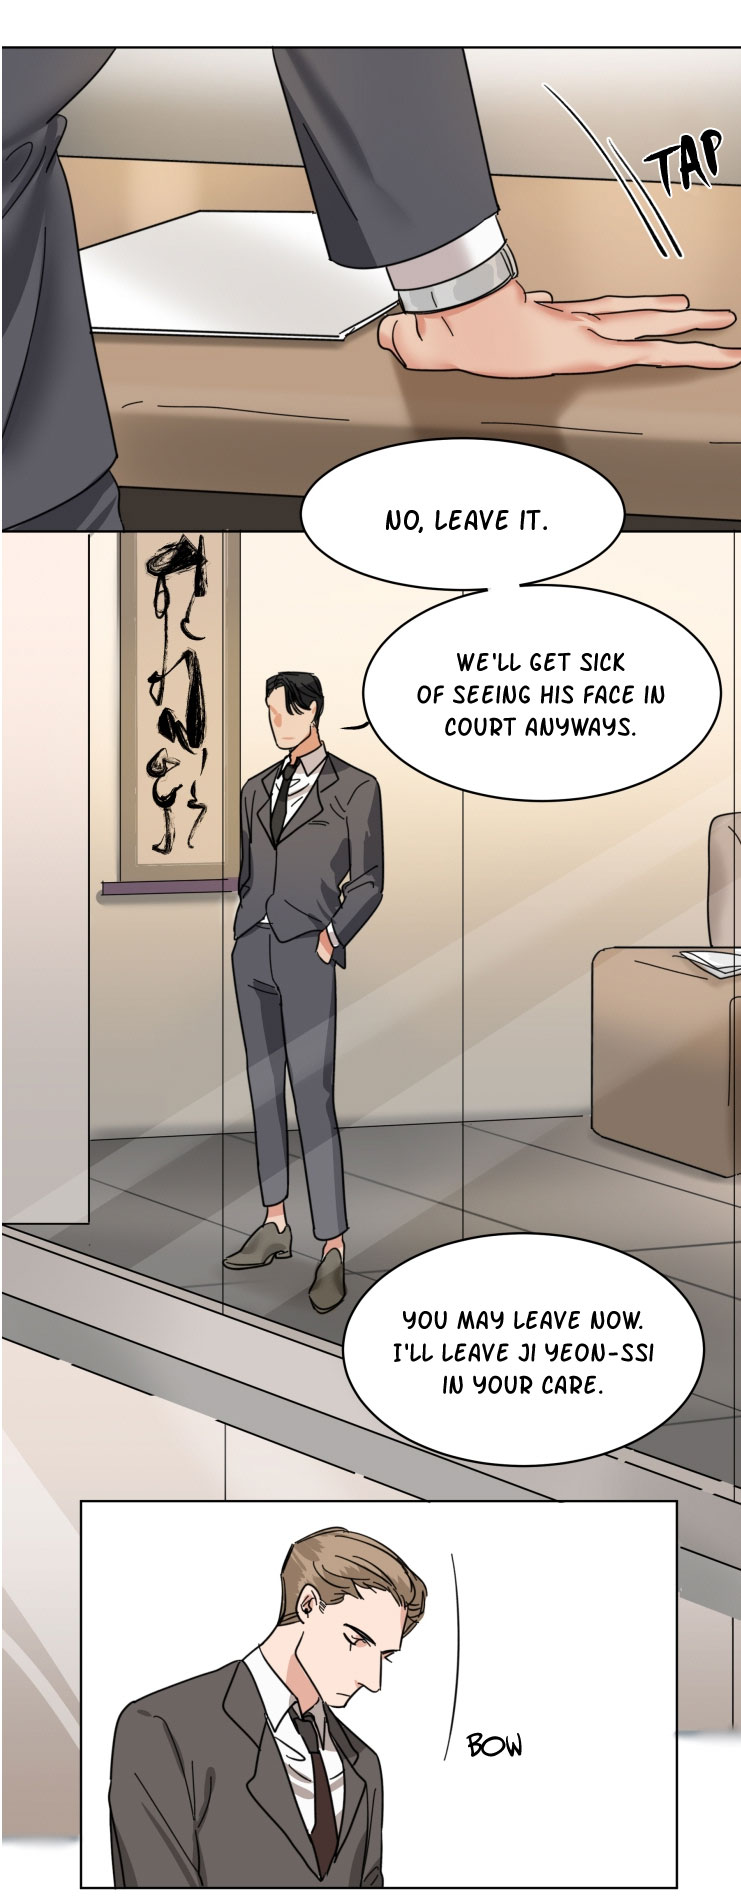 TAP
NO, LEAVE IT.
WE'LL GET SICK
OF SEEING HIS FACE IN
COURT ANYWAYS.
YOU MAY LEAVE NOW.
I'LL LEAVE JI YEON-SSI
IN YOUR CARE.
BOW